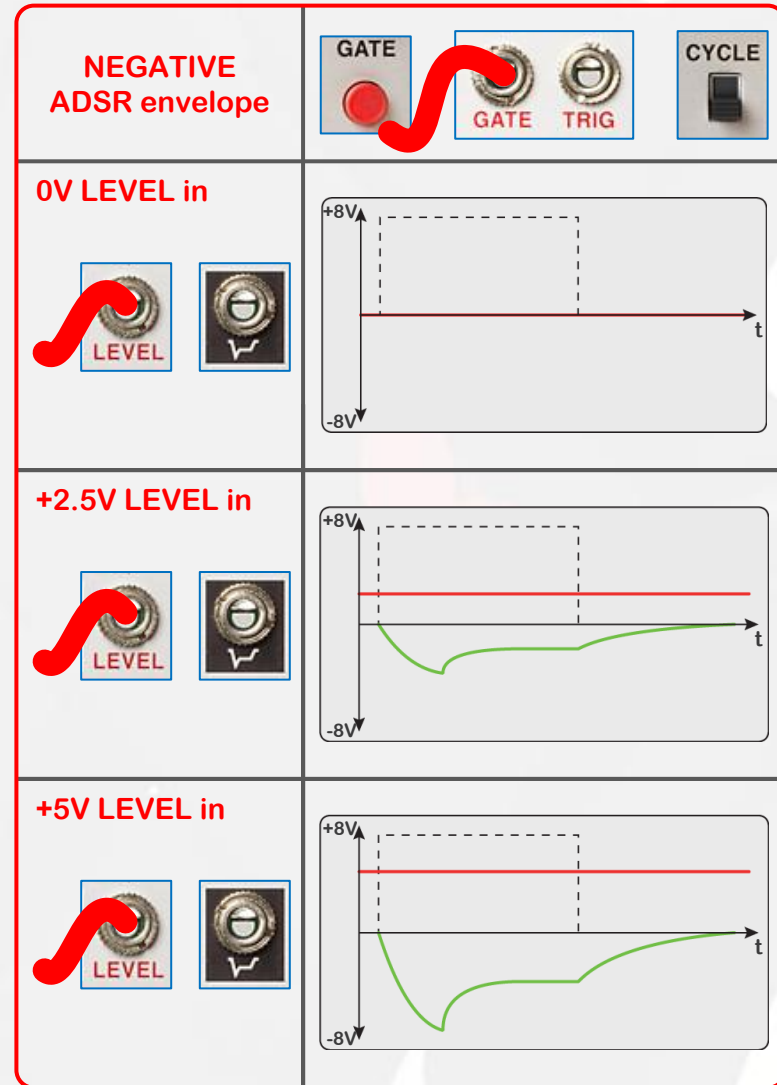 NEGATIVE
ADSR envelope
GATE
GATE TRIG
CYCLE
0V LEVEL in
LEVEL
+8V
t
-8V
+2.5V LEVEL in
LEVEL
+8V
t
-8V
+5V LEVEL in
LEVEL
+8V
t
-8V